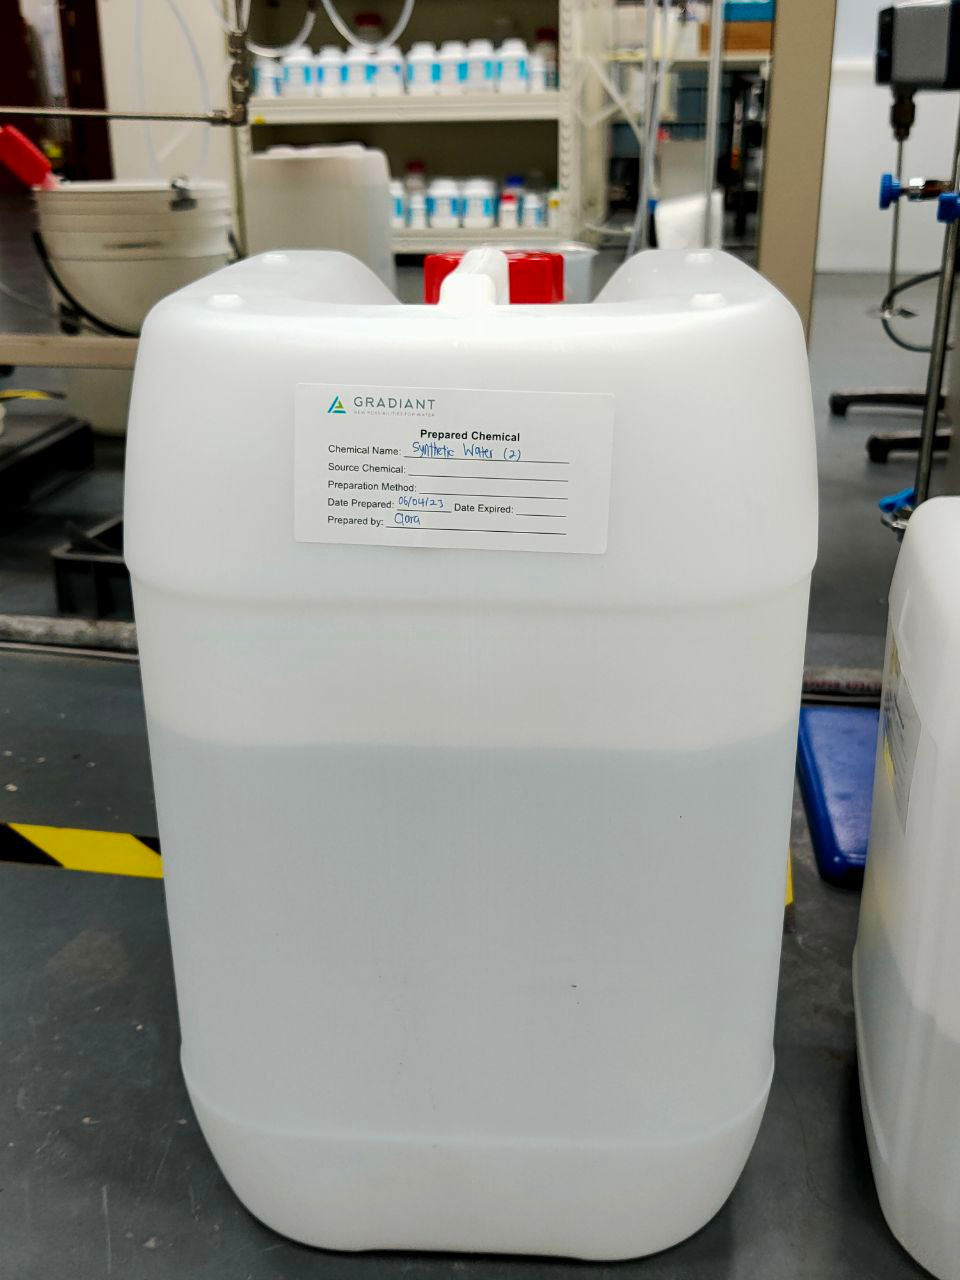 GRADIANT
NEW POSSIBILITIES FOR WATER
Prepared Chemical
Chemical Name: Synthetic Water (2)
Source Chemical:
Preparation Method:
Date Prepared: 06/04/23 Date Expired:
Prepared by: Clara